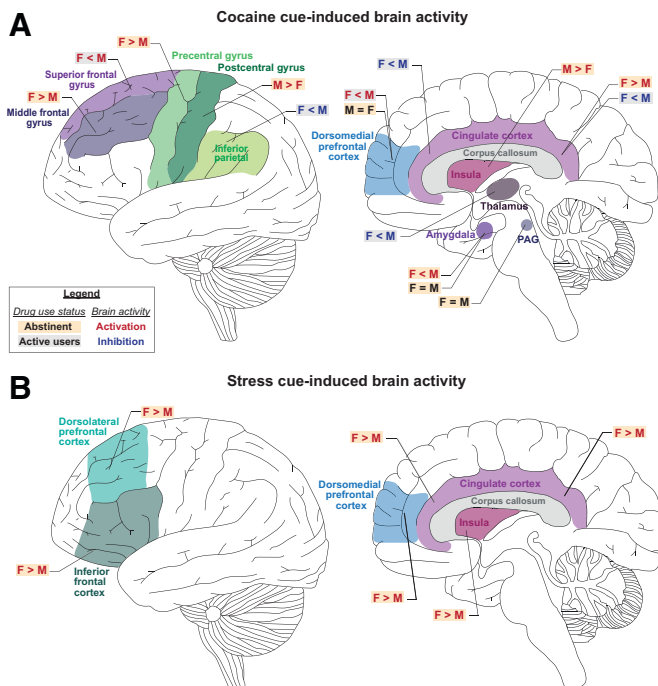 A
Cocaine cue-induced brain activity
F > M
F < M
Precentral gyrus
Postcentral gyrus
Superior frontal
gyrus
F > M
M > F
Middle frontal
gyrus
F < M
Inferior
parietal
F < M
M > F
F > M
F < M
F < M
M = F
Dorsomedial
prefrontal
cortex
Cingulate cortex
Corpus callosum
Insula
Thalamus
F < M
Amygdala
PAG
F < M
F = M
F = M
Legend
Drug use status Brain activity
Abstinent Activation
Active users Inhibition
B
Stress cue-induced brain activity
F > M
Dorsolateral
prefrontal
cortex
F > M
Inferior
frontal
cortex
F > M
F > M
Dorsomedial
prefrontal
cortex
Cingulate cortex
Corpus callosum
Insula
F > M
F > M